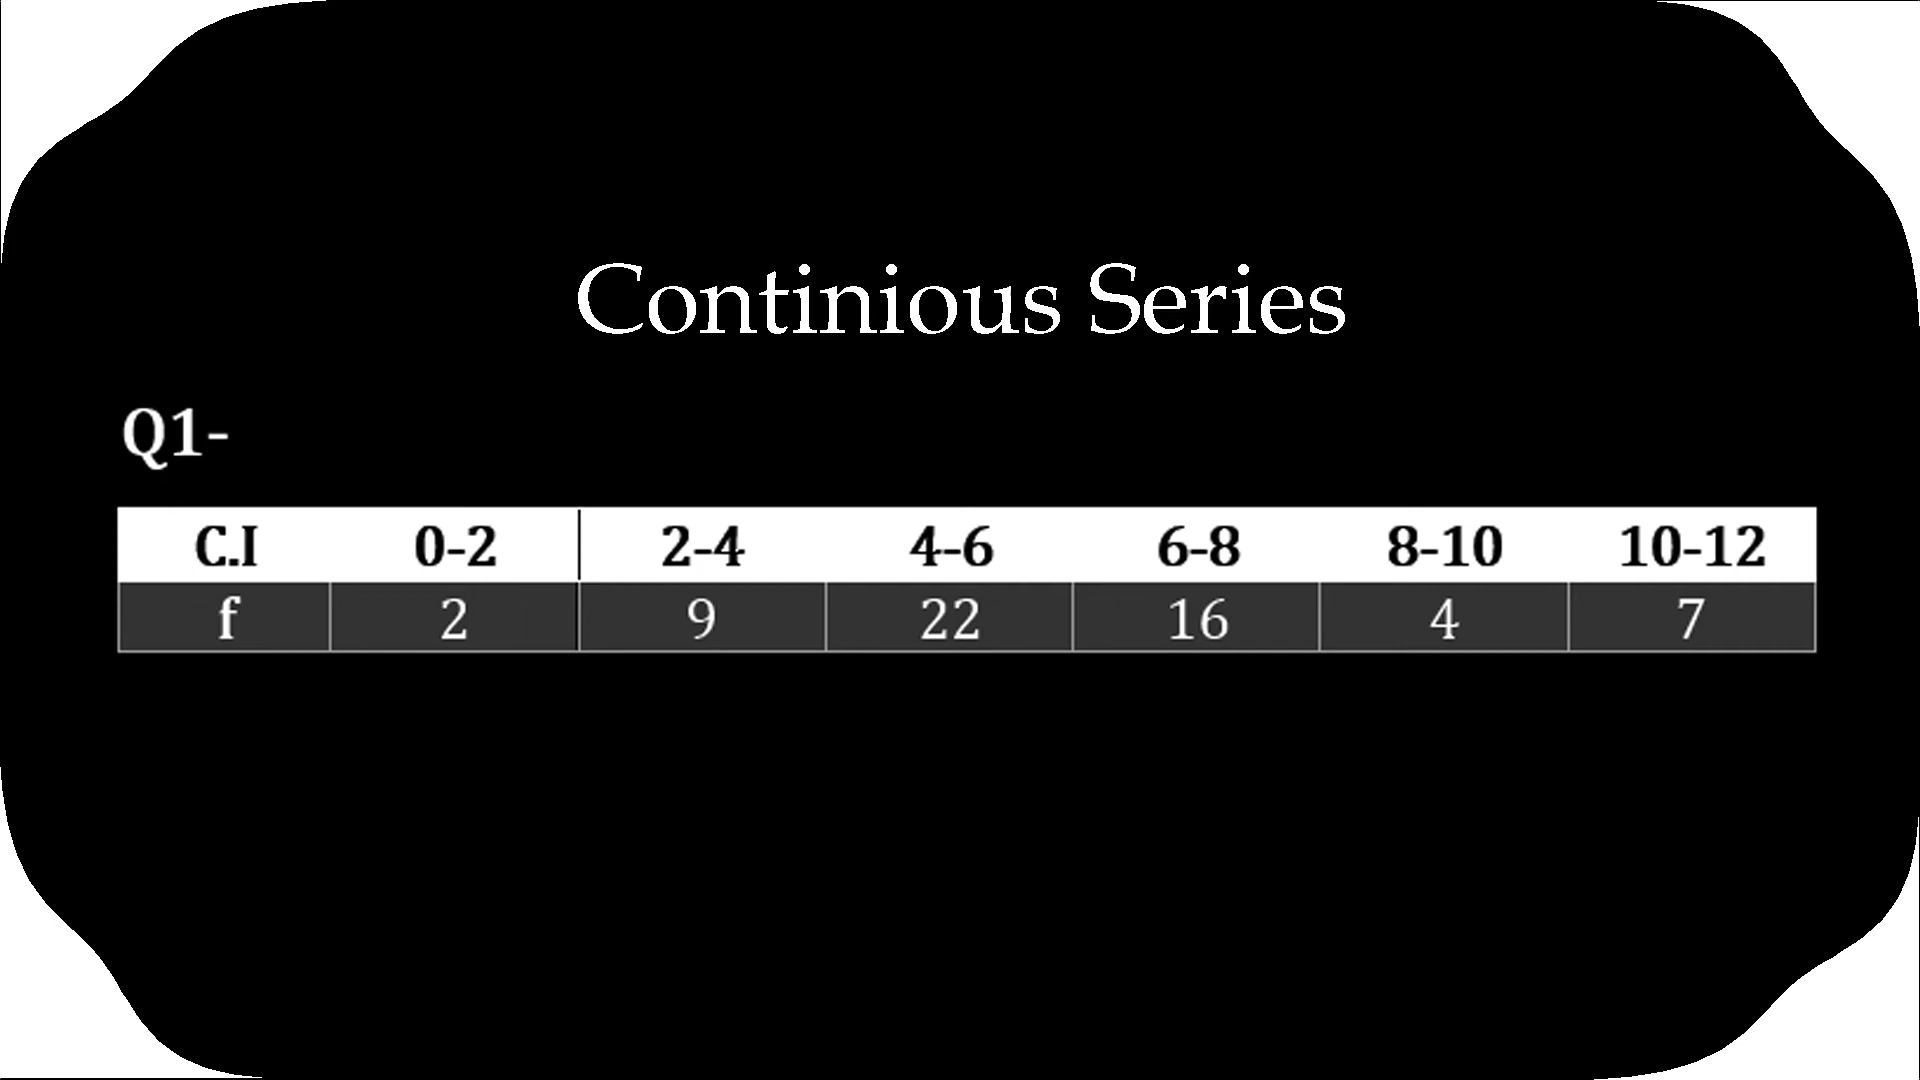 Continious Series
Q1-
C.I 0-2 2-4 4-6 6-8 8-10 10-12
f 2 9 22 16 4 7